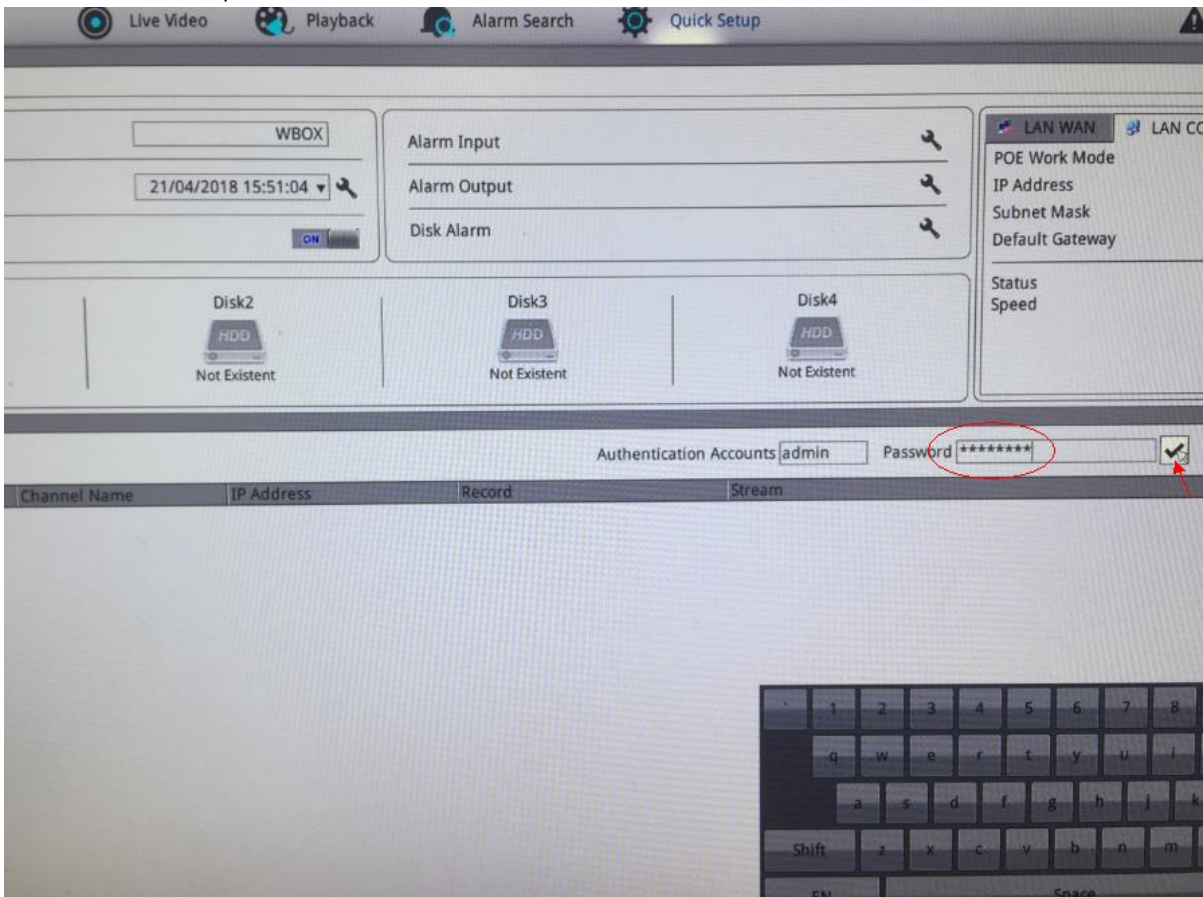 Live Video Playback Alarm Search Quick Setup
WBOX
21/04/2018 15:51:04
ON
Alarm Input
Alarm Output
Disk Alarm
LAN WAN LAN CO
POE Work Mode
IP Address
Subnet Mask
Default Gateway
Status
Speed
Disk2 Disk3 Disk4
HDD HDD HDD
Not Existent Not Existent Not Existent
Authentication Accounts admin Password ********
Channel Name IP Address Record Stream
` 1 2 3 4 5 6 7 8
q w e r t y u i
a s d f g h j k
Shift z x c v b n m
EN Space